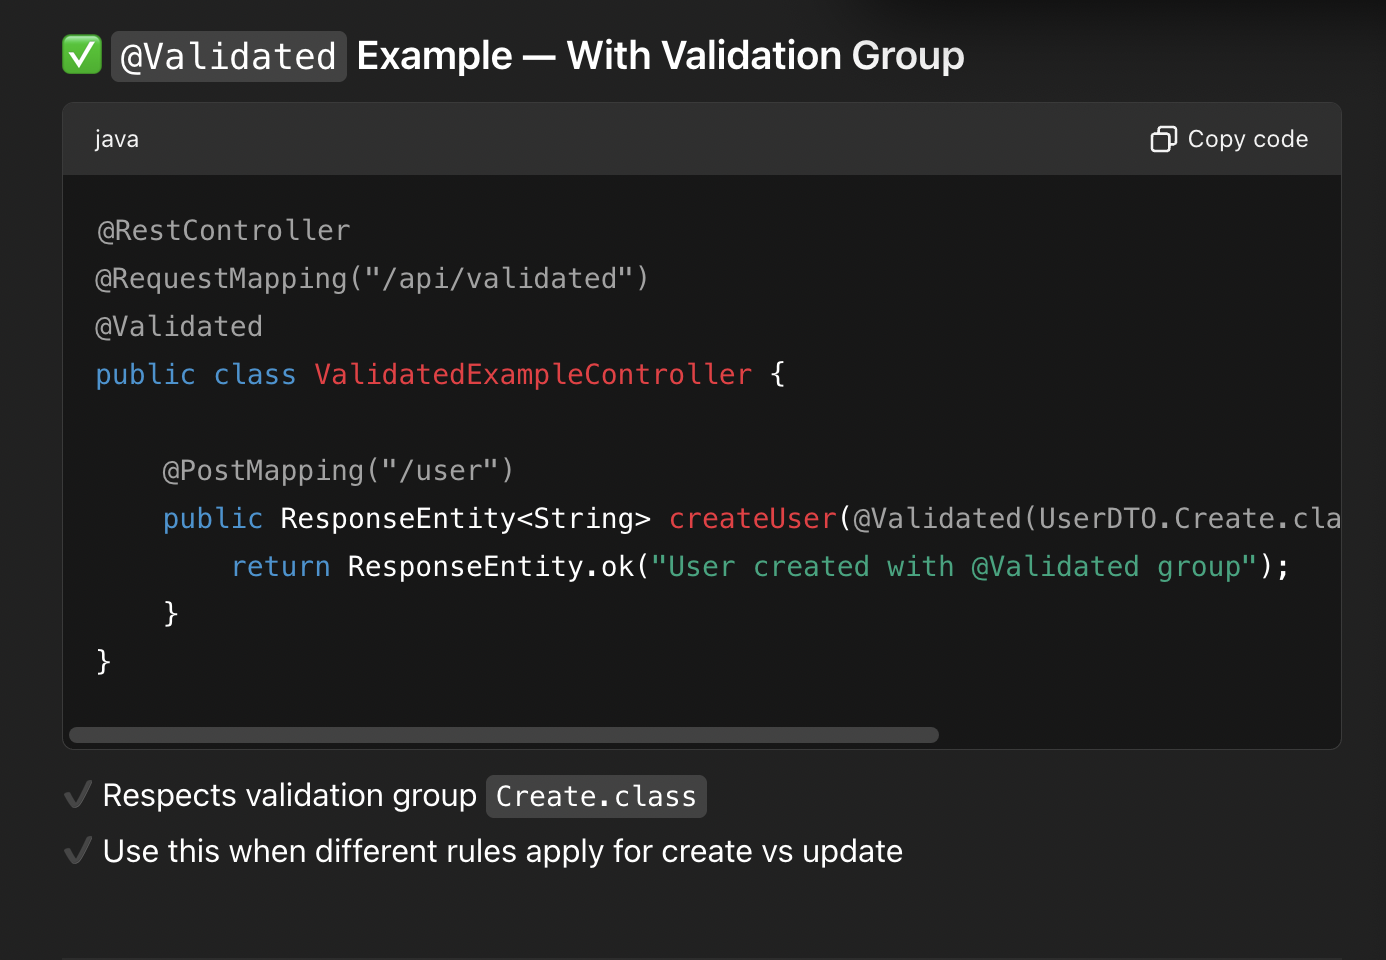 ✅ @Validated Example — With Validation Group
java
Copy code
@RestController
@RequestMapping("/api/validated")
@Validated
public class ValidatedExampleController {
@PostMapping("/user")
public ResponseEntity<String> createUser(@Validated(UserDTO.Create.cla
return ResponseEntity.ok("User created with @Validated group");
}
}
✔ Respects validation group Create.class
✔ Use this when different rules apply for create vs update